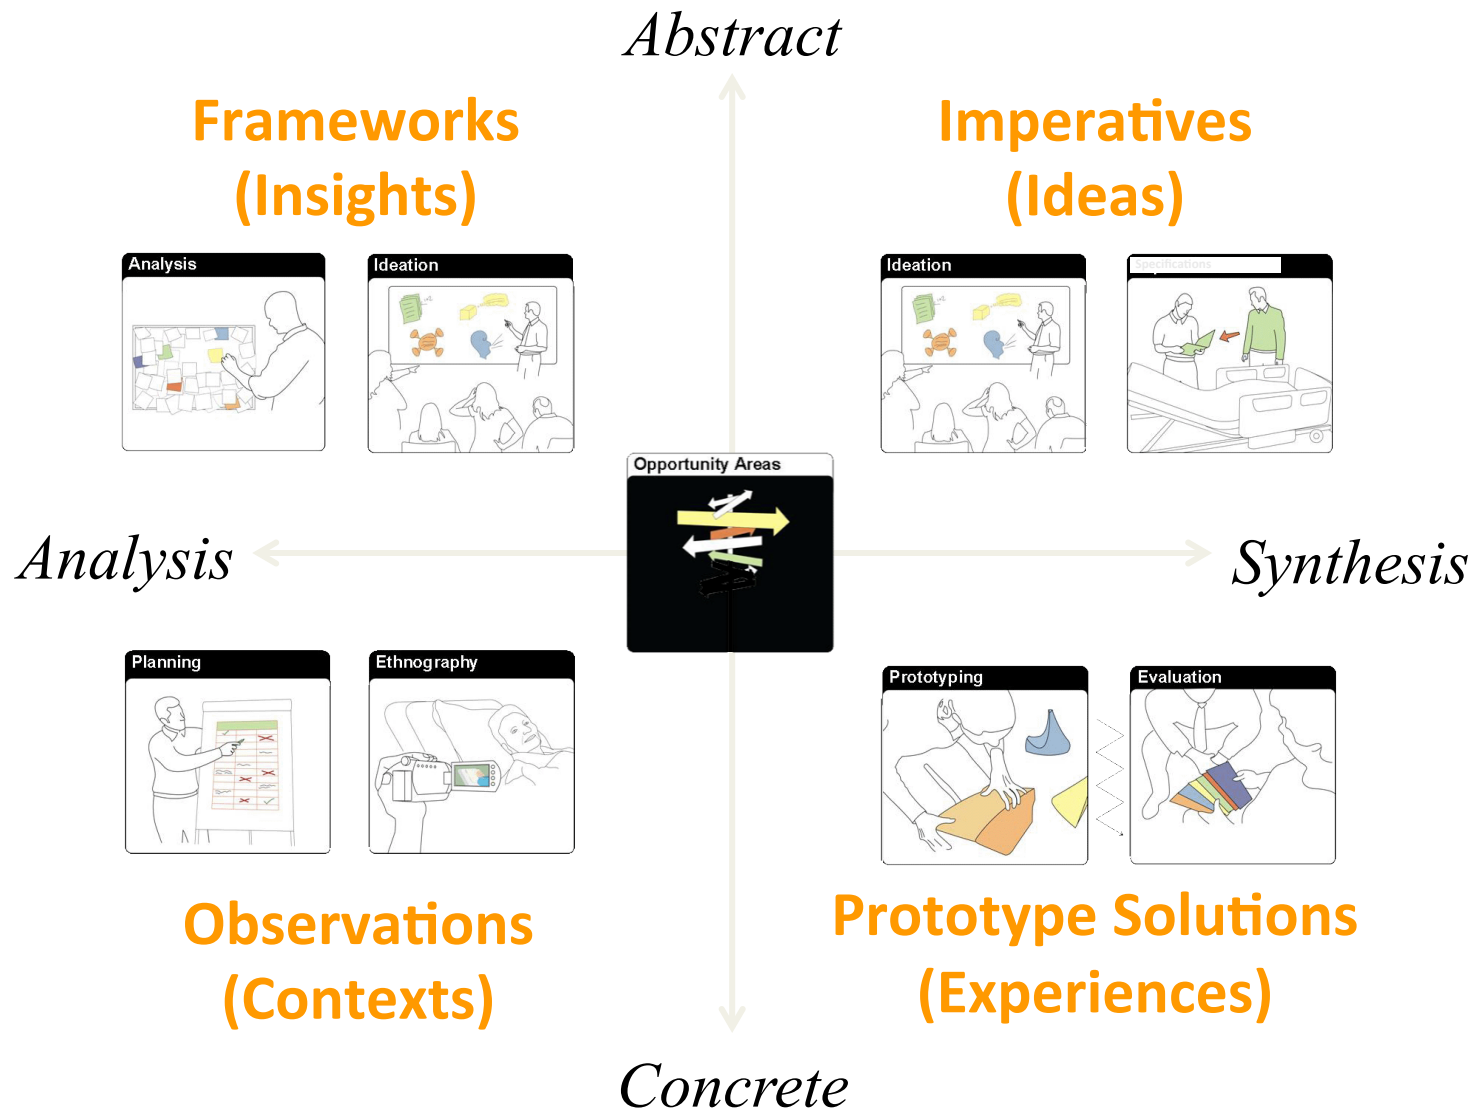 Abstract
Frameworks
(Insights)
Imperatives
(Ideas)
Analysis
Ideation
Ideation
Specifications
Opportunity Areas
Analysis
Synthesis
Planning
Ethnography
Prototyping
Evaluation
Observations
(Contexts)
Prototype Solutions
(Experiences)
Concrete